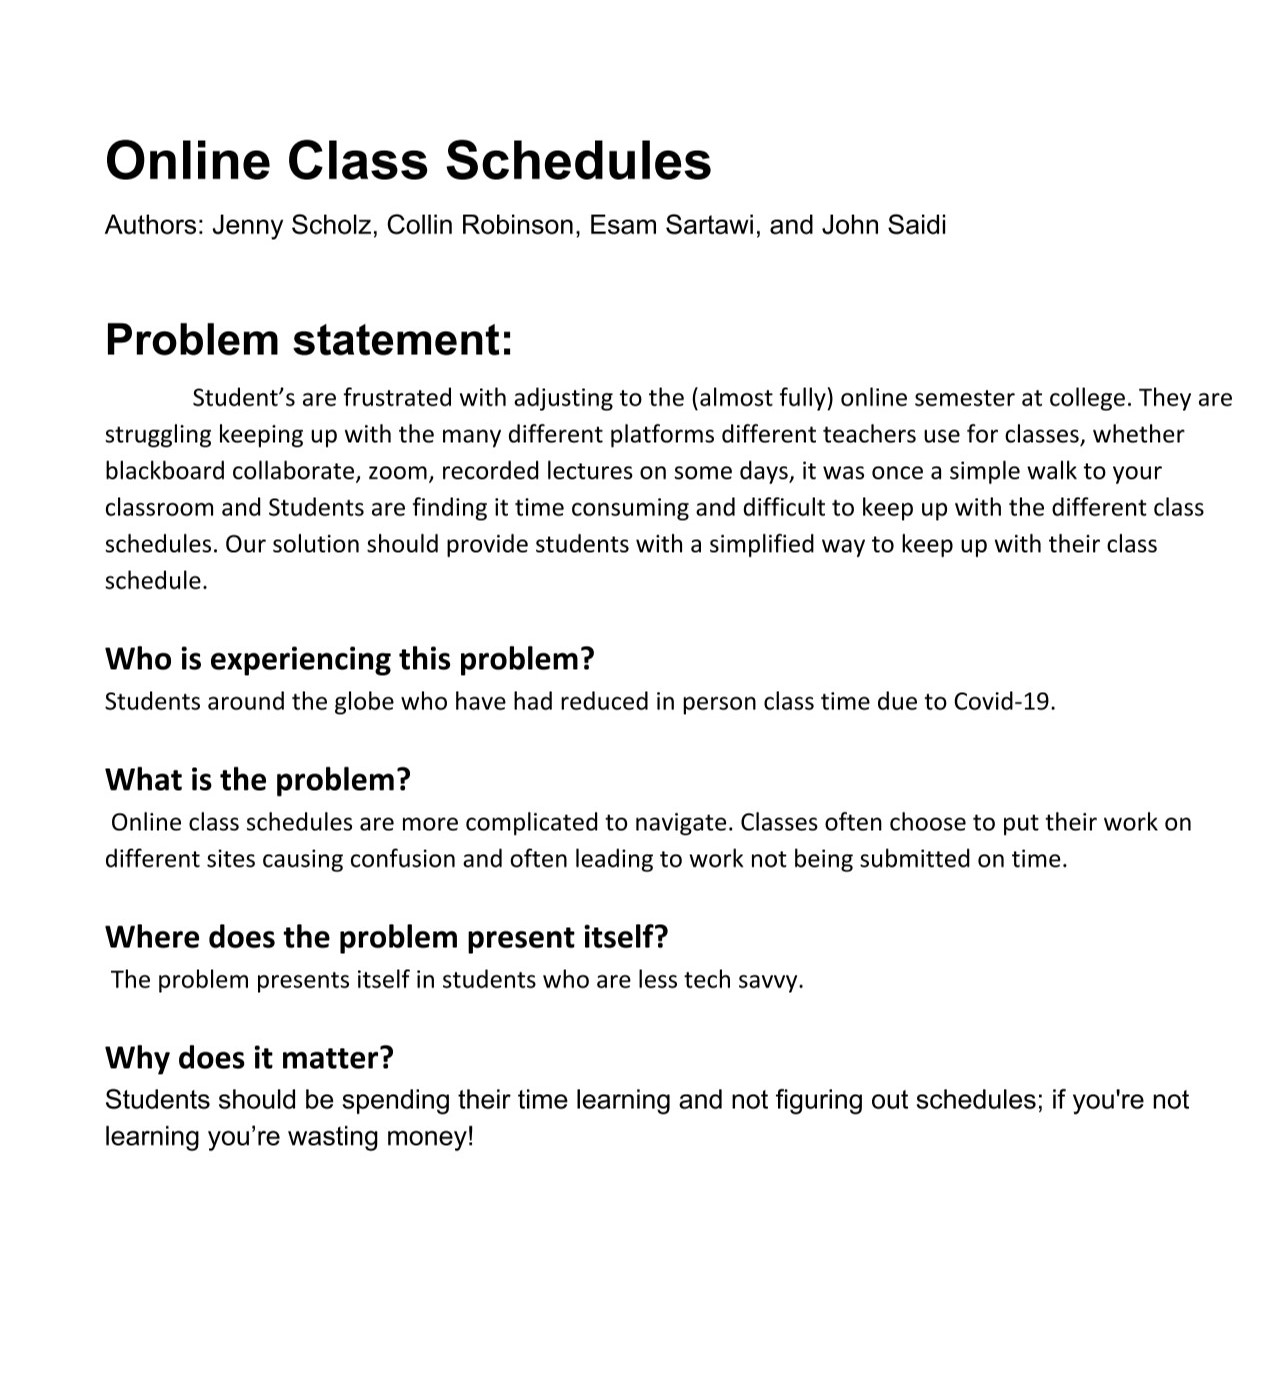 Online Class Schedules
Authors: Jenny Scholz, Collin Robinson, Esam Sartawi, and John Saidi
Problem statement:
Student’s are frustrated with adjusting to the (almost fully) online semester at college. They are
struggling keeping up with the many different platforms different teachers use for classes, whether
blackboard collaborate, zoom, recorded lectures on some days, it was once a simple walk to your
classroom and Students are finding it time consuming and difficult to keep up with the different class
schedules. Our solution should provide students with a simplified way to keep up with their class
schedule.
Who is experiencing this problem?
Students around the globe who have had reduced in person class time due to Covid-19.
What is the problem?
Online class schedules are more complicated to navigate. Classes often choose to put their work on
different sites causing confusion and often leading to work not being submitted on time.
Where does the problem present itself?
The problem presents itself in students who are less tech savvy.
Why does it matter?
Students should be spending their time learning and not figuring out schedules; if you're not
learning you’re wasting money!